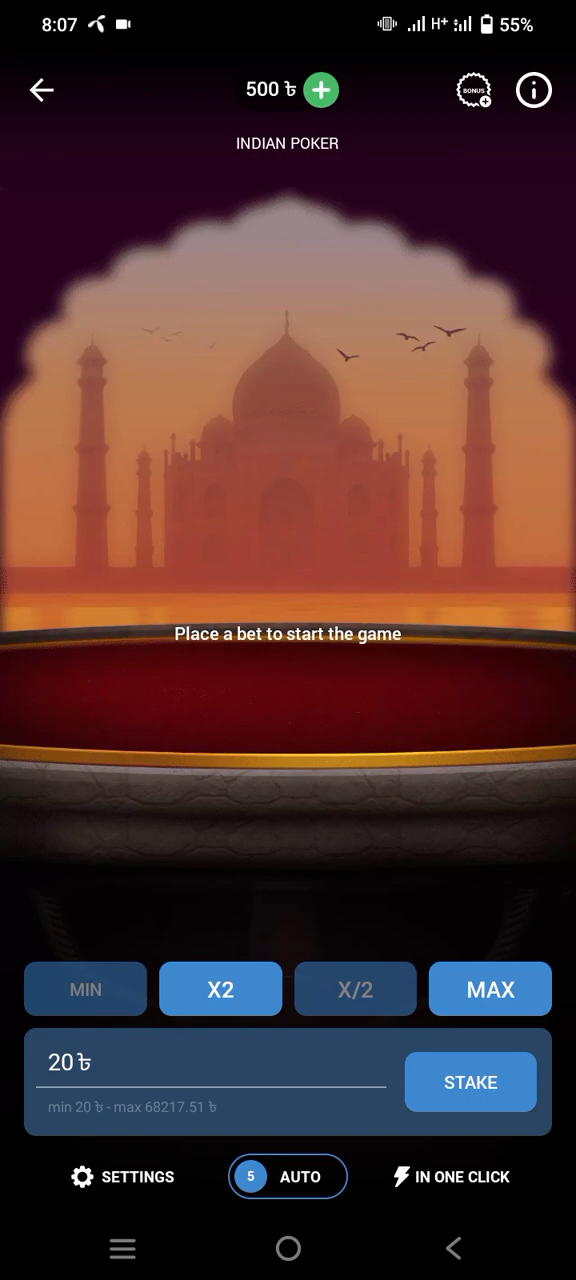 8:07 H+ 55%
500 ৳ BONUS
INDIAN POKER
Place a bet to start the game
MIN X2 X/2 MAX
20 ৳
min 20 ৳ - max 68217.51 ৳
STAKE
SETTINGS 5 AUTO IN ONE CLICK